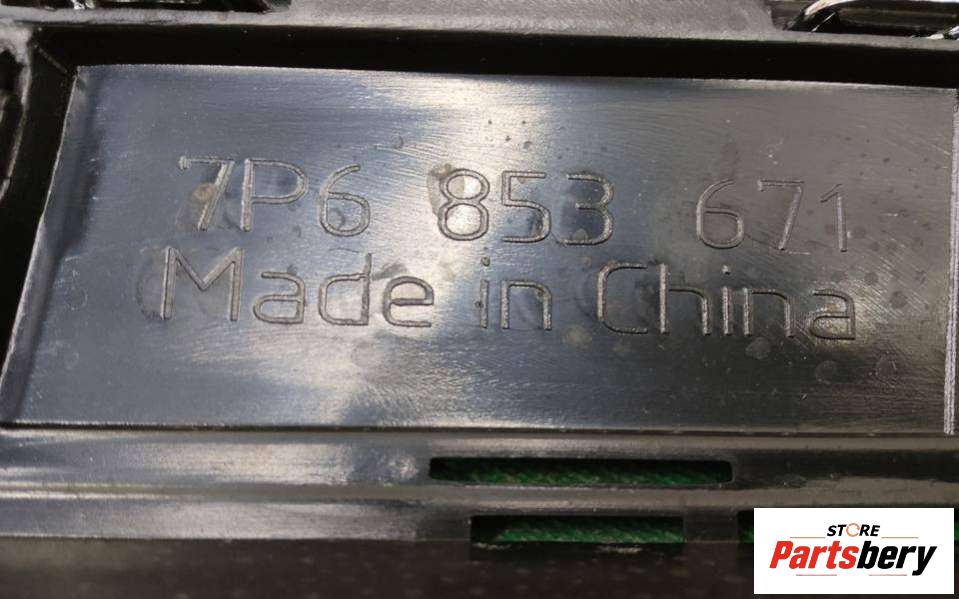 7P6 853 671
Made in China
STORE
Partsbery